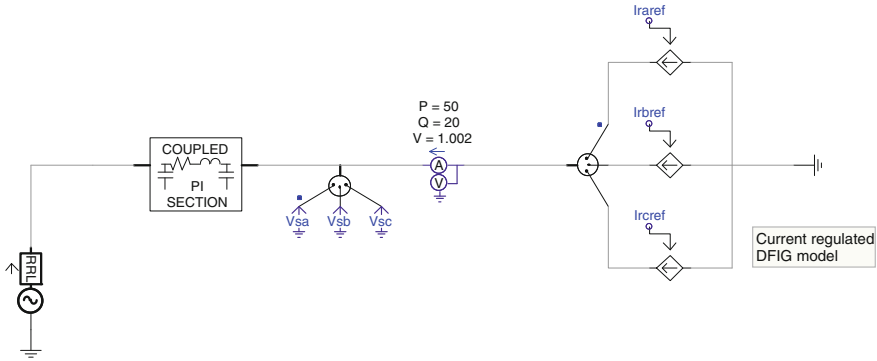 Iraref
P = 50
Q = 20
V = 1.002
Irbref
A
V
COUPLED
PI
SECTION
Vsa
Vsb
Vsc
Ircref
Current regulated
DFIG model
RRL